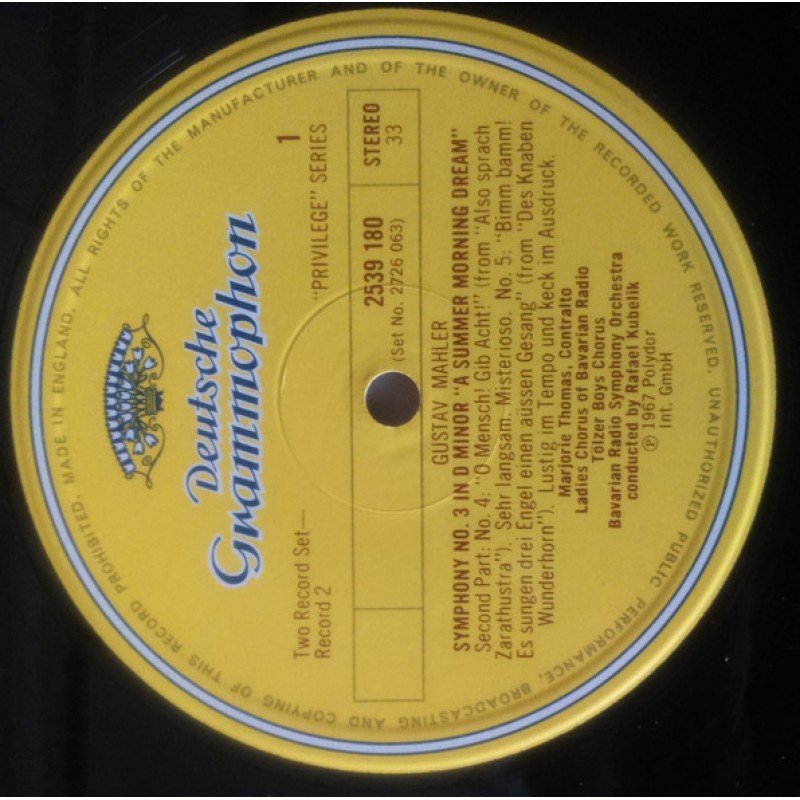 MADE IN ENGLAND. ALL RIGHTS OF THE MANUFACTURER AND OF THE OWNER OF THE RECORDED WORK RESERVED. UNAUTHORIZED PUBLIC PERFORMANCE, BROADCASTING AND COPYING OF THIS RECORD PROHIBITED.
Deutsche
Grammophon
Two Record Set—
Record 2
1
"PRIVILEGE" SERIES
2539 180
(Set No. 2726 063)
STEREO
33
GUSTAV MAHLER
SYMPHONY NO. 3 IN D MINOR "A SUMMER MORNING DREAM"
Second Part: No. 4: "O Mensch! Gib Acht!" (from "Also sprach
Zarathustra"). Sehr langsam. Misterioso. No. 5: "Bimm bamm!
Es sungen drei Engel einen aüssen Gesang" (from "Des Knaben
Wunderhorn"). Lustig im Tempo und keck im Ausdruck.
Marjorie Thomas, Contralto
Ladies Chorus of Bavarian Radio
Tölzer Boys Chorus
Bavarian Radio Symphony Orchestra
conducted by Rafael Kubelik
℗ 1967 Polydor
Int. GmbH